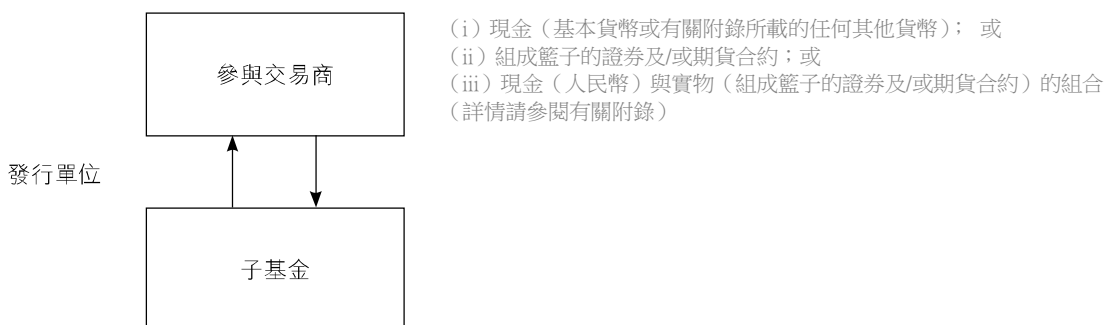 (i) 現金（基本貨幣或有關附錄所載的任何其他貨幣）； 或
(ii) 組成籃子的證券及/或期貨合約；或
(iii) 現金（人民幣）與實物（組成籃子的證券及/或期貨合約）的組合
（詳情請參閱有關附錄）
參與交易商
發行單位
子基金